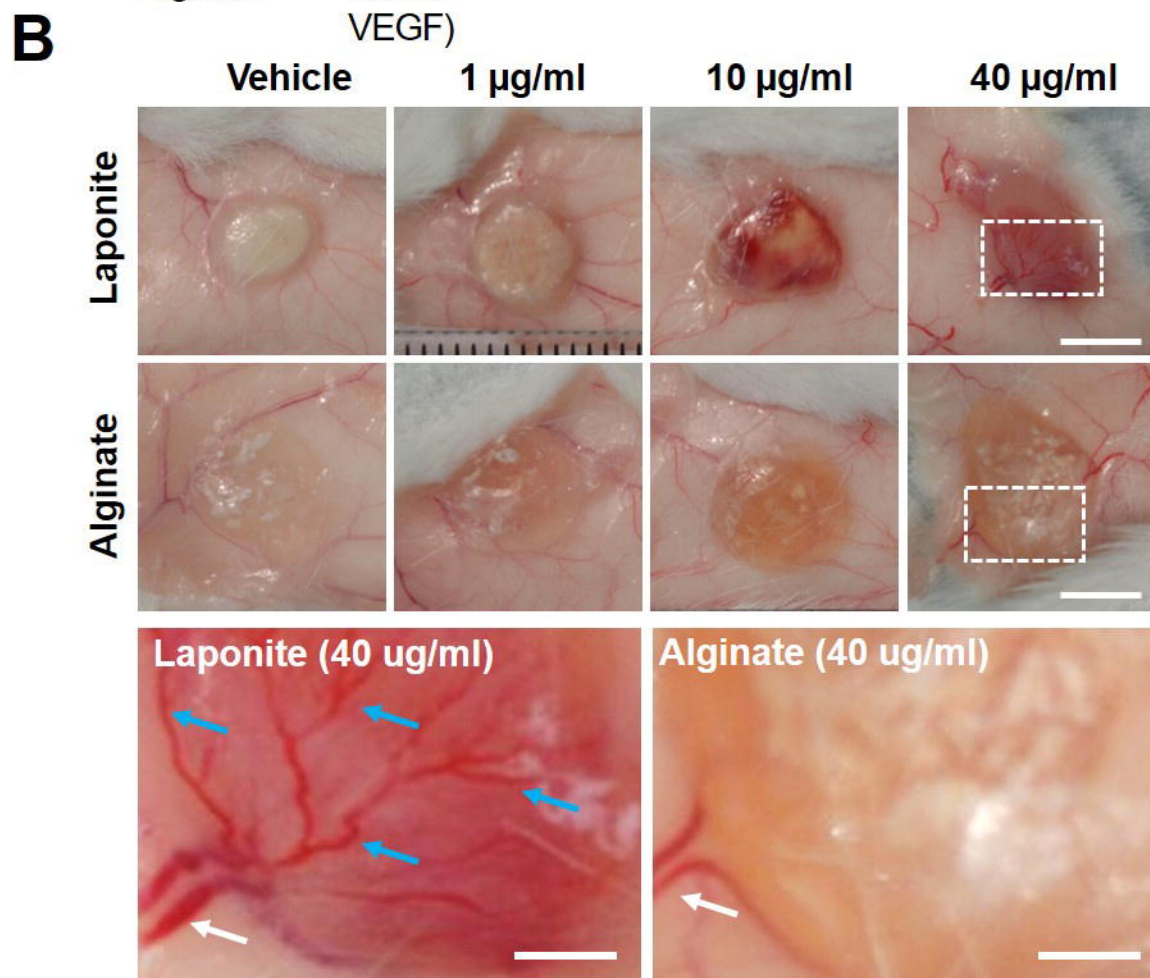 B
VEGF)
Vehicle 1 µg/ml 10 µg/ml 40 µg/ml
Laponite
Alginate
Laponite (40 ug/ml) Alginate (40 ug/ml)